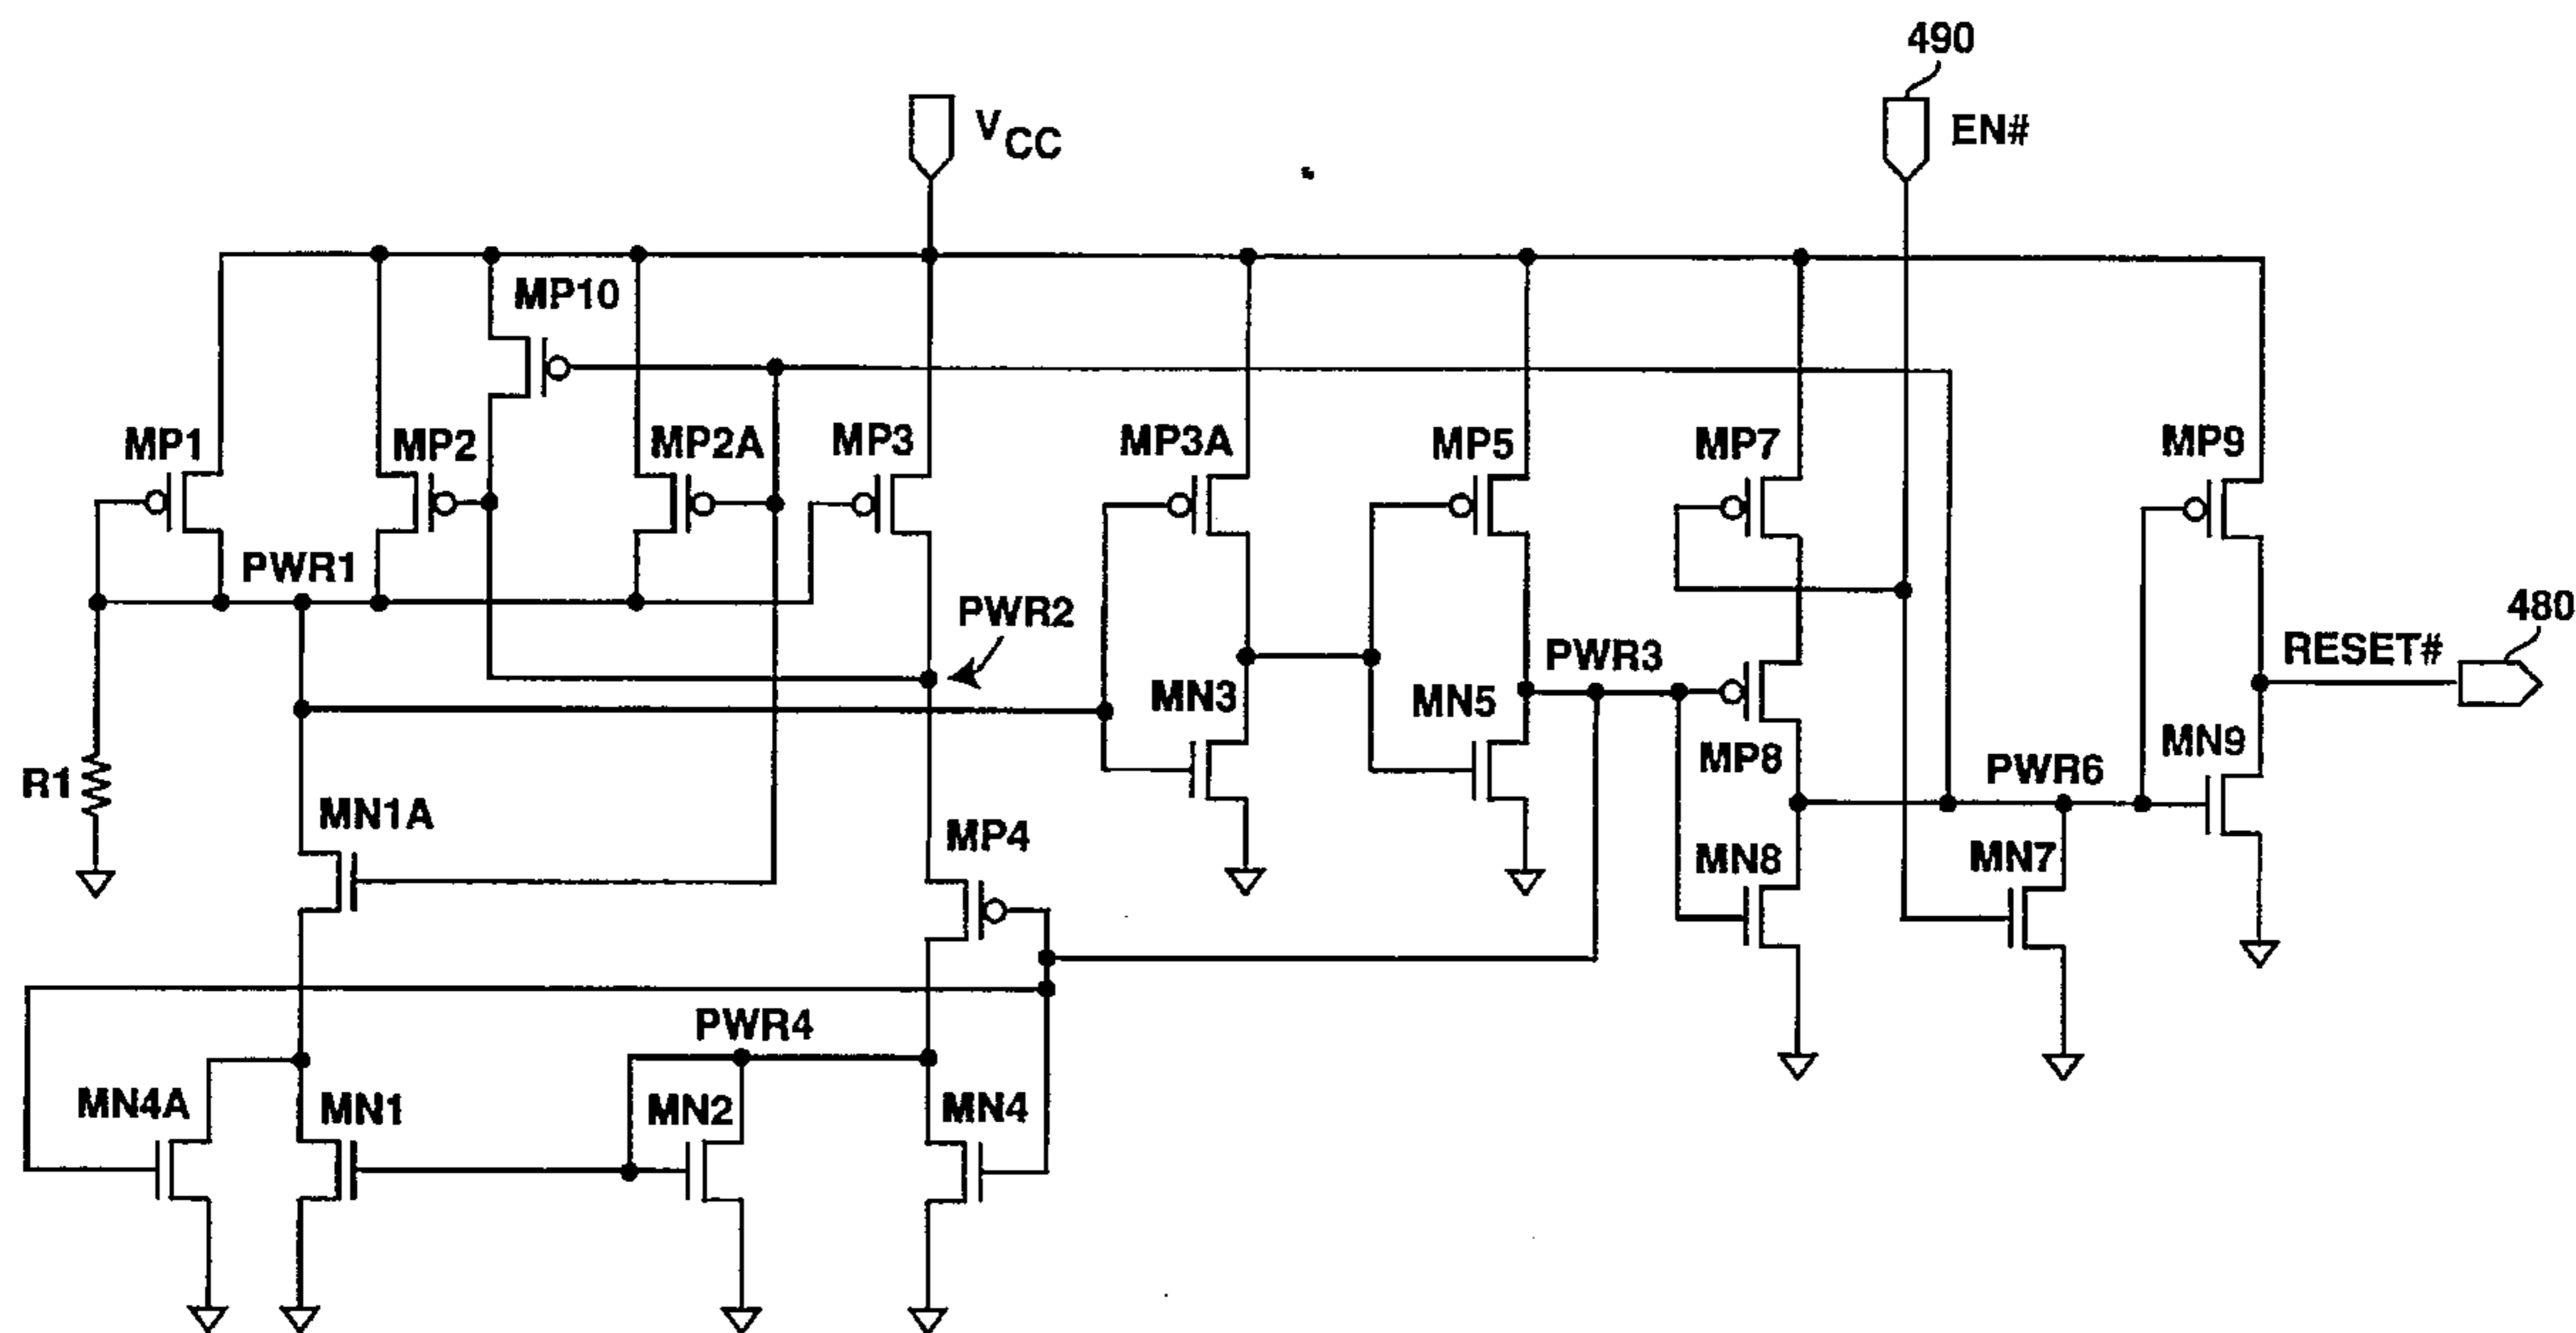 490
VCC
EN#
MP10
MP1
MP2
MP2A
MP3
MP3A
MP5
MP7
MP9
PWR1
PWR2
480
RESET#
PWR3
MN3
MN5
R1
MP8
MN9
PWR6
MN1A
MP4
MN8
MN7
PWR4
MN4A
MN1
MN2
MN4